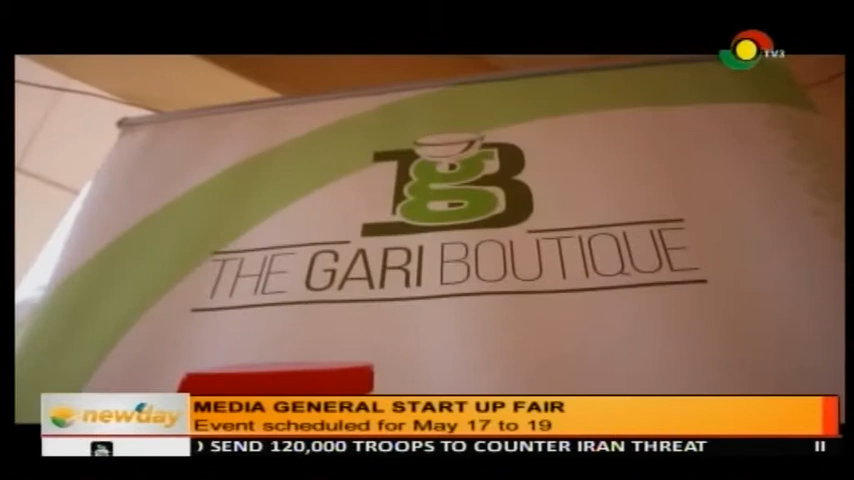 TV3
B
g
THE GARI BOUTIQUE
newday
MEDIA GENERAL START UP FAIR
Event scheduled for May 17 to 19
) SEND 120,000 TROOPS TO COUNTER IRAN THREAT